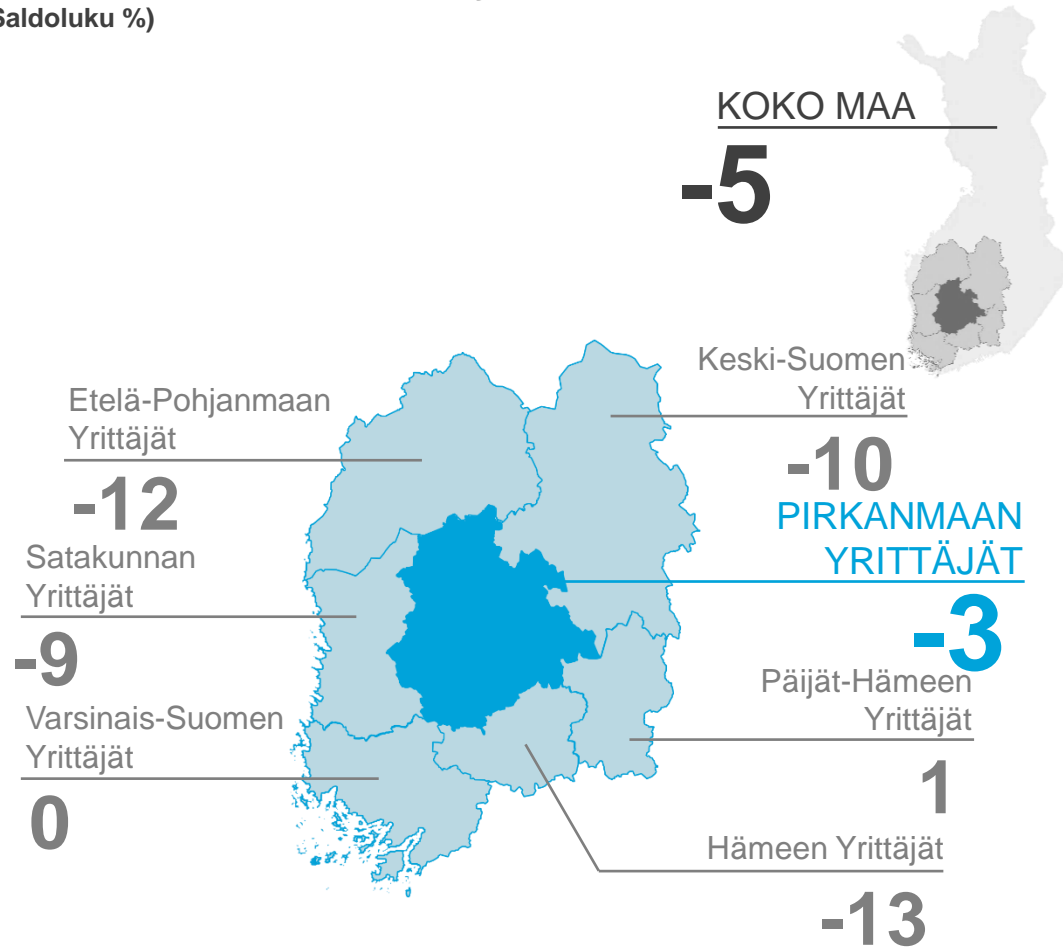 Saldoluku %)
KOKO MAA
-5
Keski-Suomen
Yrittäjät
-10
Etelä-Pohjanmaan
Yrittäjät
-12
PIRKANMAAN
YRITTÄJÄT
-3
Satakunnan
Yrittäjät
-9
Päijät-Hämeen
Yrittäjät
1
Varsinais-Suomen
Yrittäjät
0
Hämeen Yrittäjät
-13